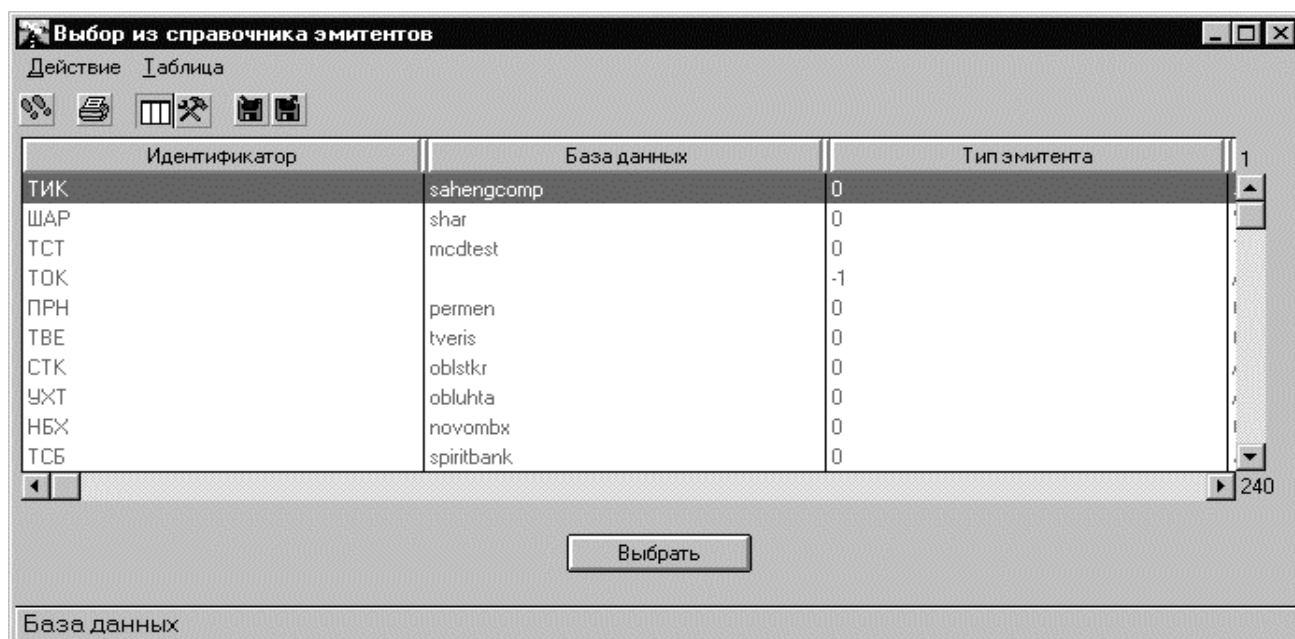 Выбор из справочника эмитентов
Действие Таблица
Идентификатор База данных Тип эмитента 1
ТИК sahengcomp 0
ШАР shar 0
ТСТ mcdtest 0
ТОК -1
ПРН permen 0
ТВЕ tveris 0
СТК oblstkr 0
УХТ obluhta 0
НБХ novombx 0
ТСБ spiritbank 0
240
Выбрать
База данных